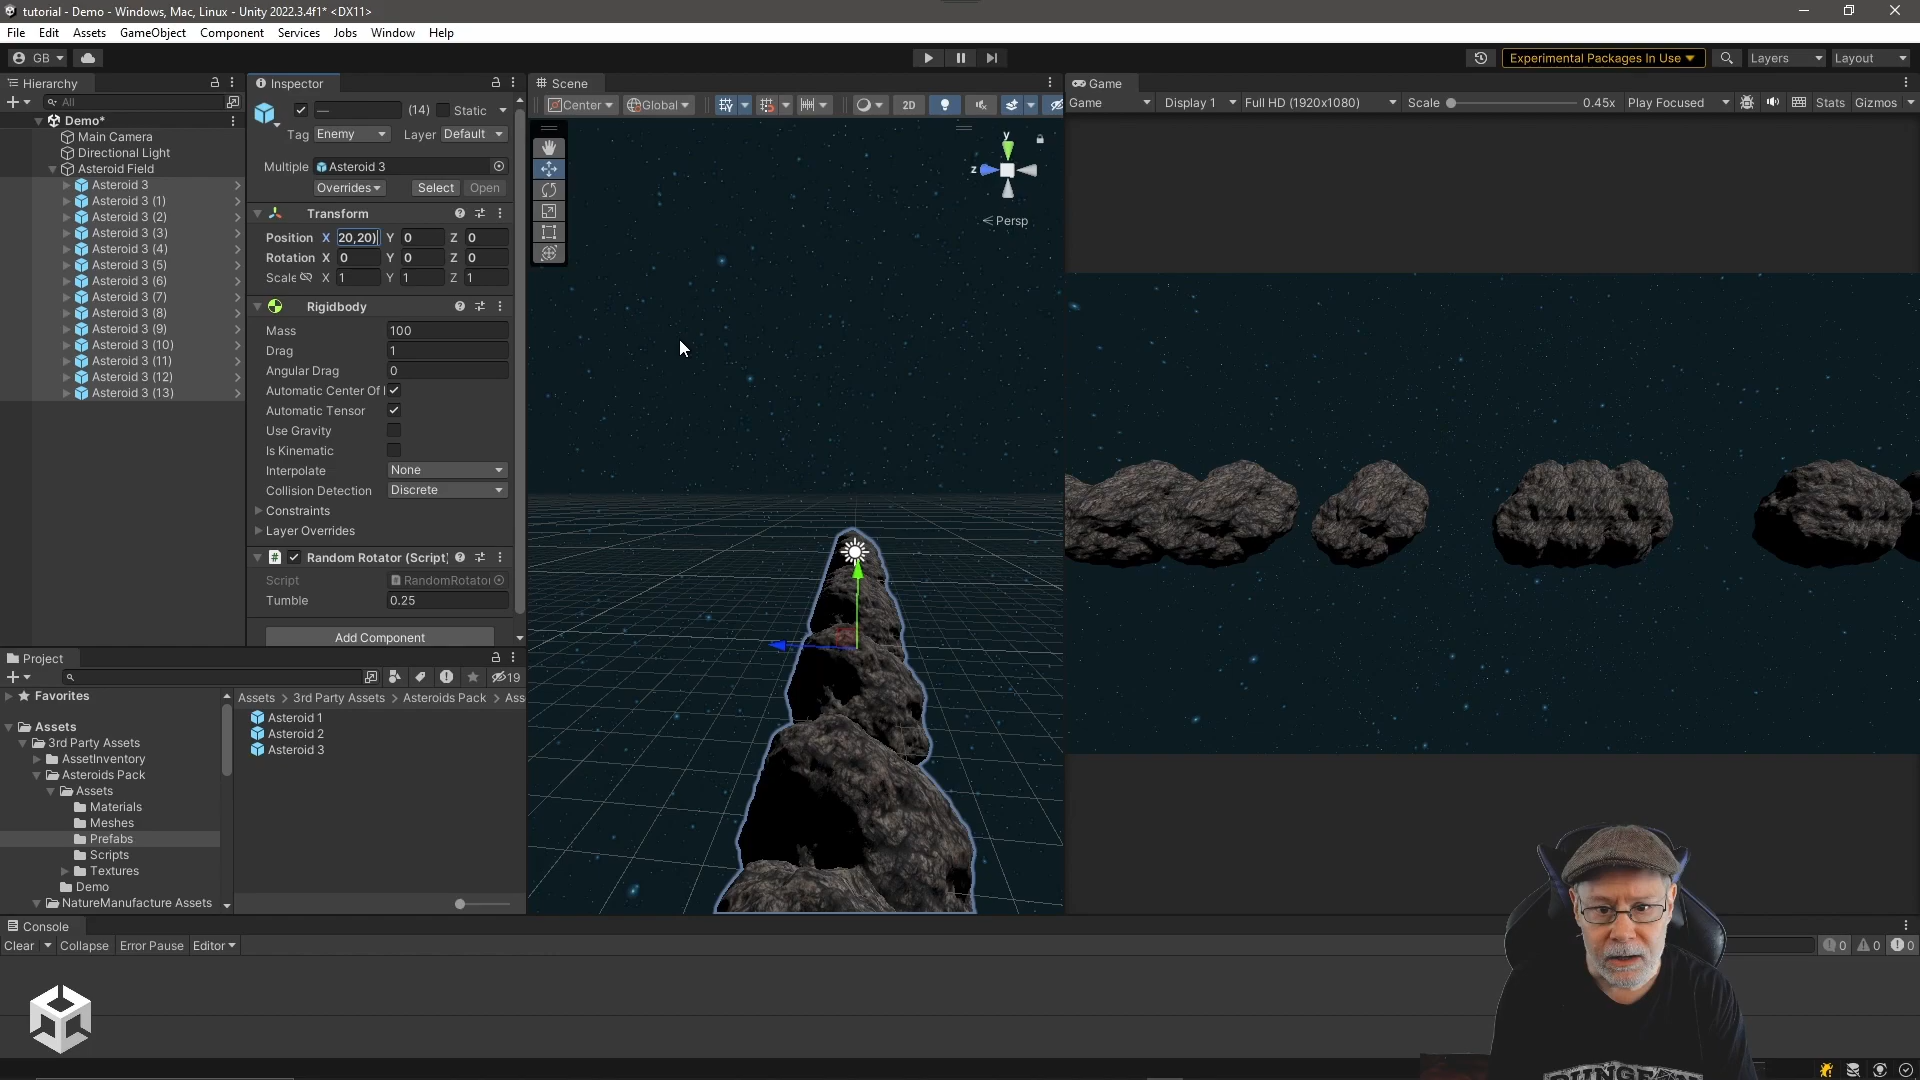 tutorial - Demo - Windows, Mac, Linux - Unity 2022.3.4f1* <DX11>
File Edit Assets GameObject Component Services Jobs Window Help
GB Experimental Packages In Use Layers Layout
Hierarchy
All
Demo*
Main Camera
Directional Light
Asteroid Field
Asteroid 3
Asteroid 3 (1)
Asteroid 3 (2)
Asteroid 3 (3)
Asteroid 3 (4)
Asteroid 3 (5)
Asteroid 3 (6)
Asteroid 3 (7)
Asteroid 3 (8)
Asteroid 3 (9)
Asteroid 3 (10)
Asteroid 3 (11)
Asteroid 3 (12)
Asteroid 3 (13)
Inspector
— (14) Static
Tag Enemy Layer Default
Multiple Asteroid 3
Overrides Select Open
Transform
Position X 20,20) Y 0 Z 0
Rotation X 0 Y 0 Z 0
Scale X 1 Y 1 Z 1
Rigidbody
Mass 100
Drag 1
Angular Drag 0
Automatic Center Of
Automatic Tensor
Use Gravity
Is Kinematic
Interpolate None
Collision Detection Discrete
Constraints
Layer Overrides
Random Rotator (Script)
Script RandomRotator
Tumble 0.25
Add Component
Scene
Center Global 2D
y
z
Persp
Game
Game Display 1 Full HD (1920x1080) Scale 0.45x Play Focused Stats Gizmos
Project
19
Favorites
Assets
3rd Party Assets
AssetInventory
Asteroids Pack
Assets
Materials
Meshes
Prefabs
Scripts
Textures
Demo
NatureManufacture Assets
Assets > 3rd Party Assets > Asteroids Pack > Ass
Asteroid 1
Asteroid 2
Asteroid 3
Console
Clear Collapse Error Pause Editor 0 0 0